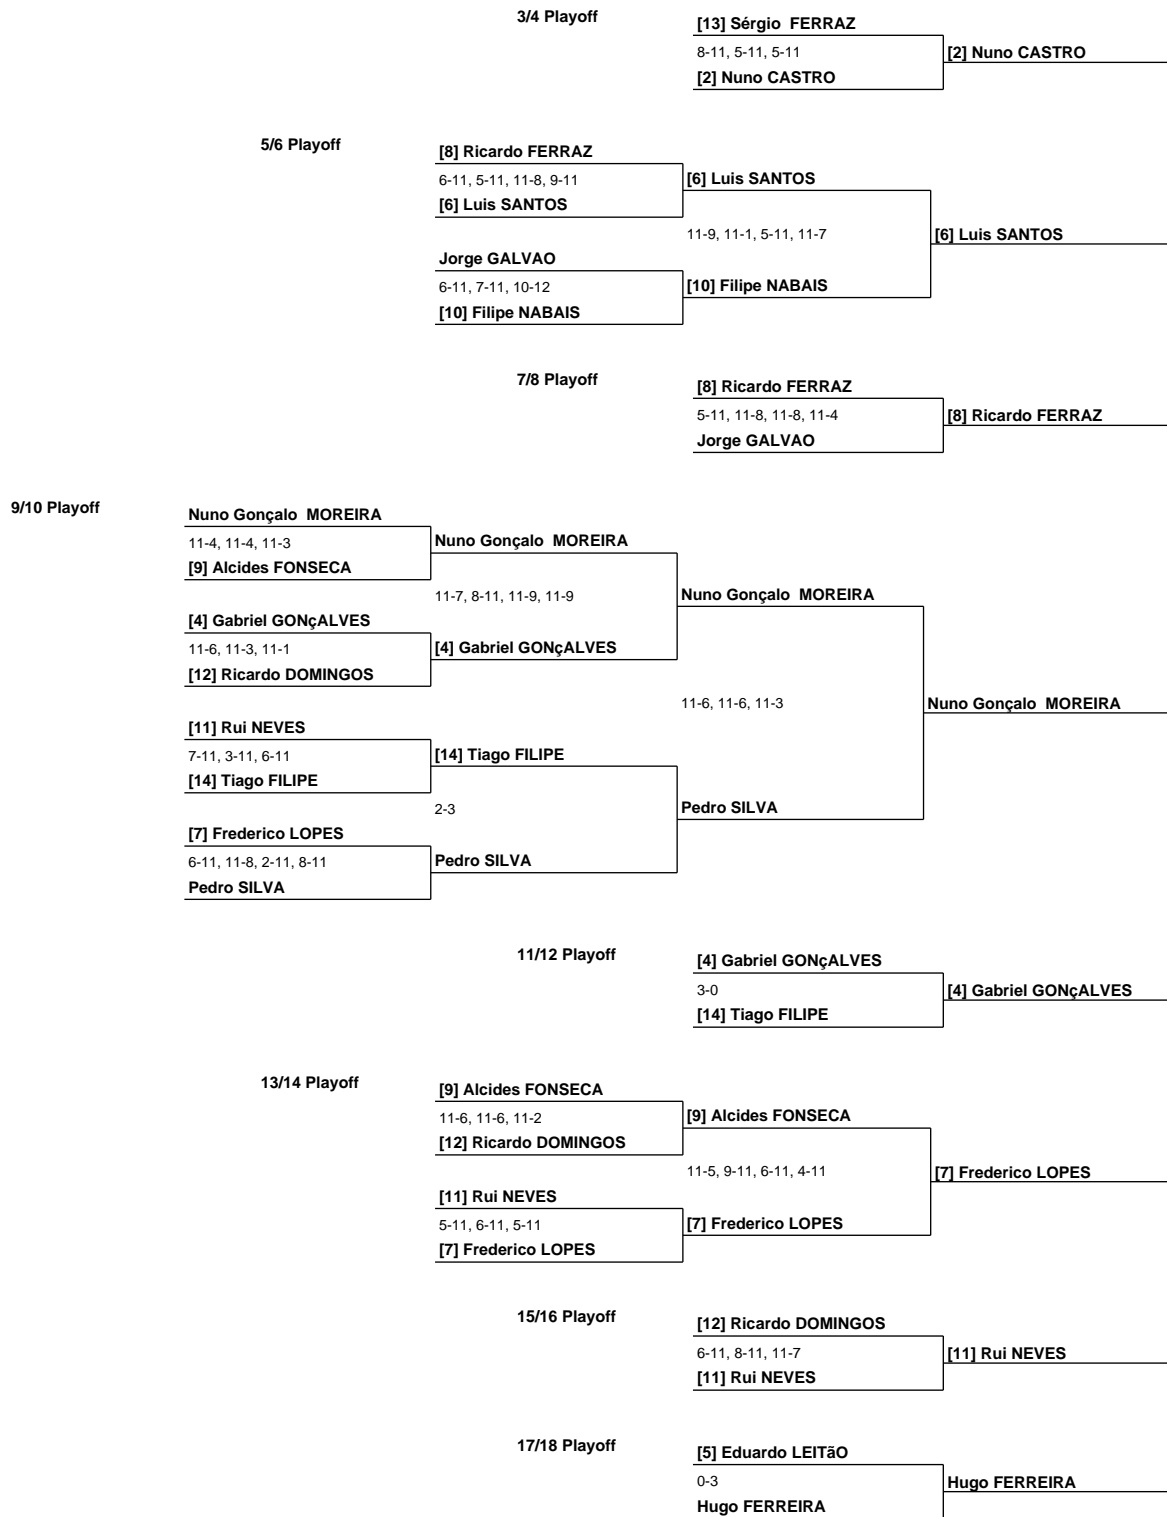 3/4 Playoff
[13] Sérgio  FERRAZ
8-11, 5-11, 5-11
[2] Nuno CASTRO
[2] Nuno CASTRO
5/6 Playoff
[8] Ricardo FERRAZ
6-11, 5-11, 11-8, 9-11
[6] Luis SANTOS
[6] Luis SANTOS
11-9, 11-1, 5-11, 11-7
[6] Luis SANTOS
Jorge GALVAO
6-11, 7-11, 10-12
[10] Filipe NABAIS
[10] Filipe NABAIS
7/8 Playoff
[8] Ricardo FERRAZ
5-11, 11-8, 11-8, 11-4
[8] Ricardo FERRAZ
Jorge GALVAO
9/10 Playoff
Nuno Gonçalo  MOREIRA
11-4, 11-4, 11-3
Nuno Gonçalo  MOREIRA
[9] Alcides FONSECA
11-7, 8-11, 11-9, 11-9
Nuno Gonçalo  MOREIRA
[4] Gabriel GONçALVES
11-6, 11-3, 11-1
[4] Gabriel GONçALVES
[12] Ricardo DOMINGOS
11-6, 11-6, 11-3
Nuno Gonçalo  MOREIRA
[11] Rui NEVES
7-11, 3-11, 6-11
[14] Tiago FILIPE
[14] Tiago FILIPE
2-3
Pedro SILVA
[7] Frederico LOPES
6-11, 11-8, 2-11, 8-11
Pedro SILVA
Pedro SILVA
11/12 Playoff
[4] Gabriel GONçALVES
3-0
[4] Gabriel GONçALVES
[14] Tiago FILIPE
13/14 Playoff
[9] Alcides FONSECA
11-6, 11-6, 11-2
[9] Alcides FONSECA
[12] Ricardo DOMINGOS
11-5, 9-11, 6-11, 4-11
[7] Frederico LOPES
[11] Rui NEVES
5-11, 6-11, 5-11
[7] Frederico LOPES
[7] Frederico LOPES
15/16 Playoff
[12] Ricardo DOMINGOS
6-11, 8-11, 11-7
[11] Rui NEVES
[11] Rui NEVES
17/18 Playoff
[5] Eduardo LEITãO
0-3
Hugo FERREIRA
Hugo FERREIRA